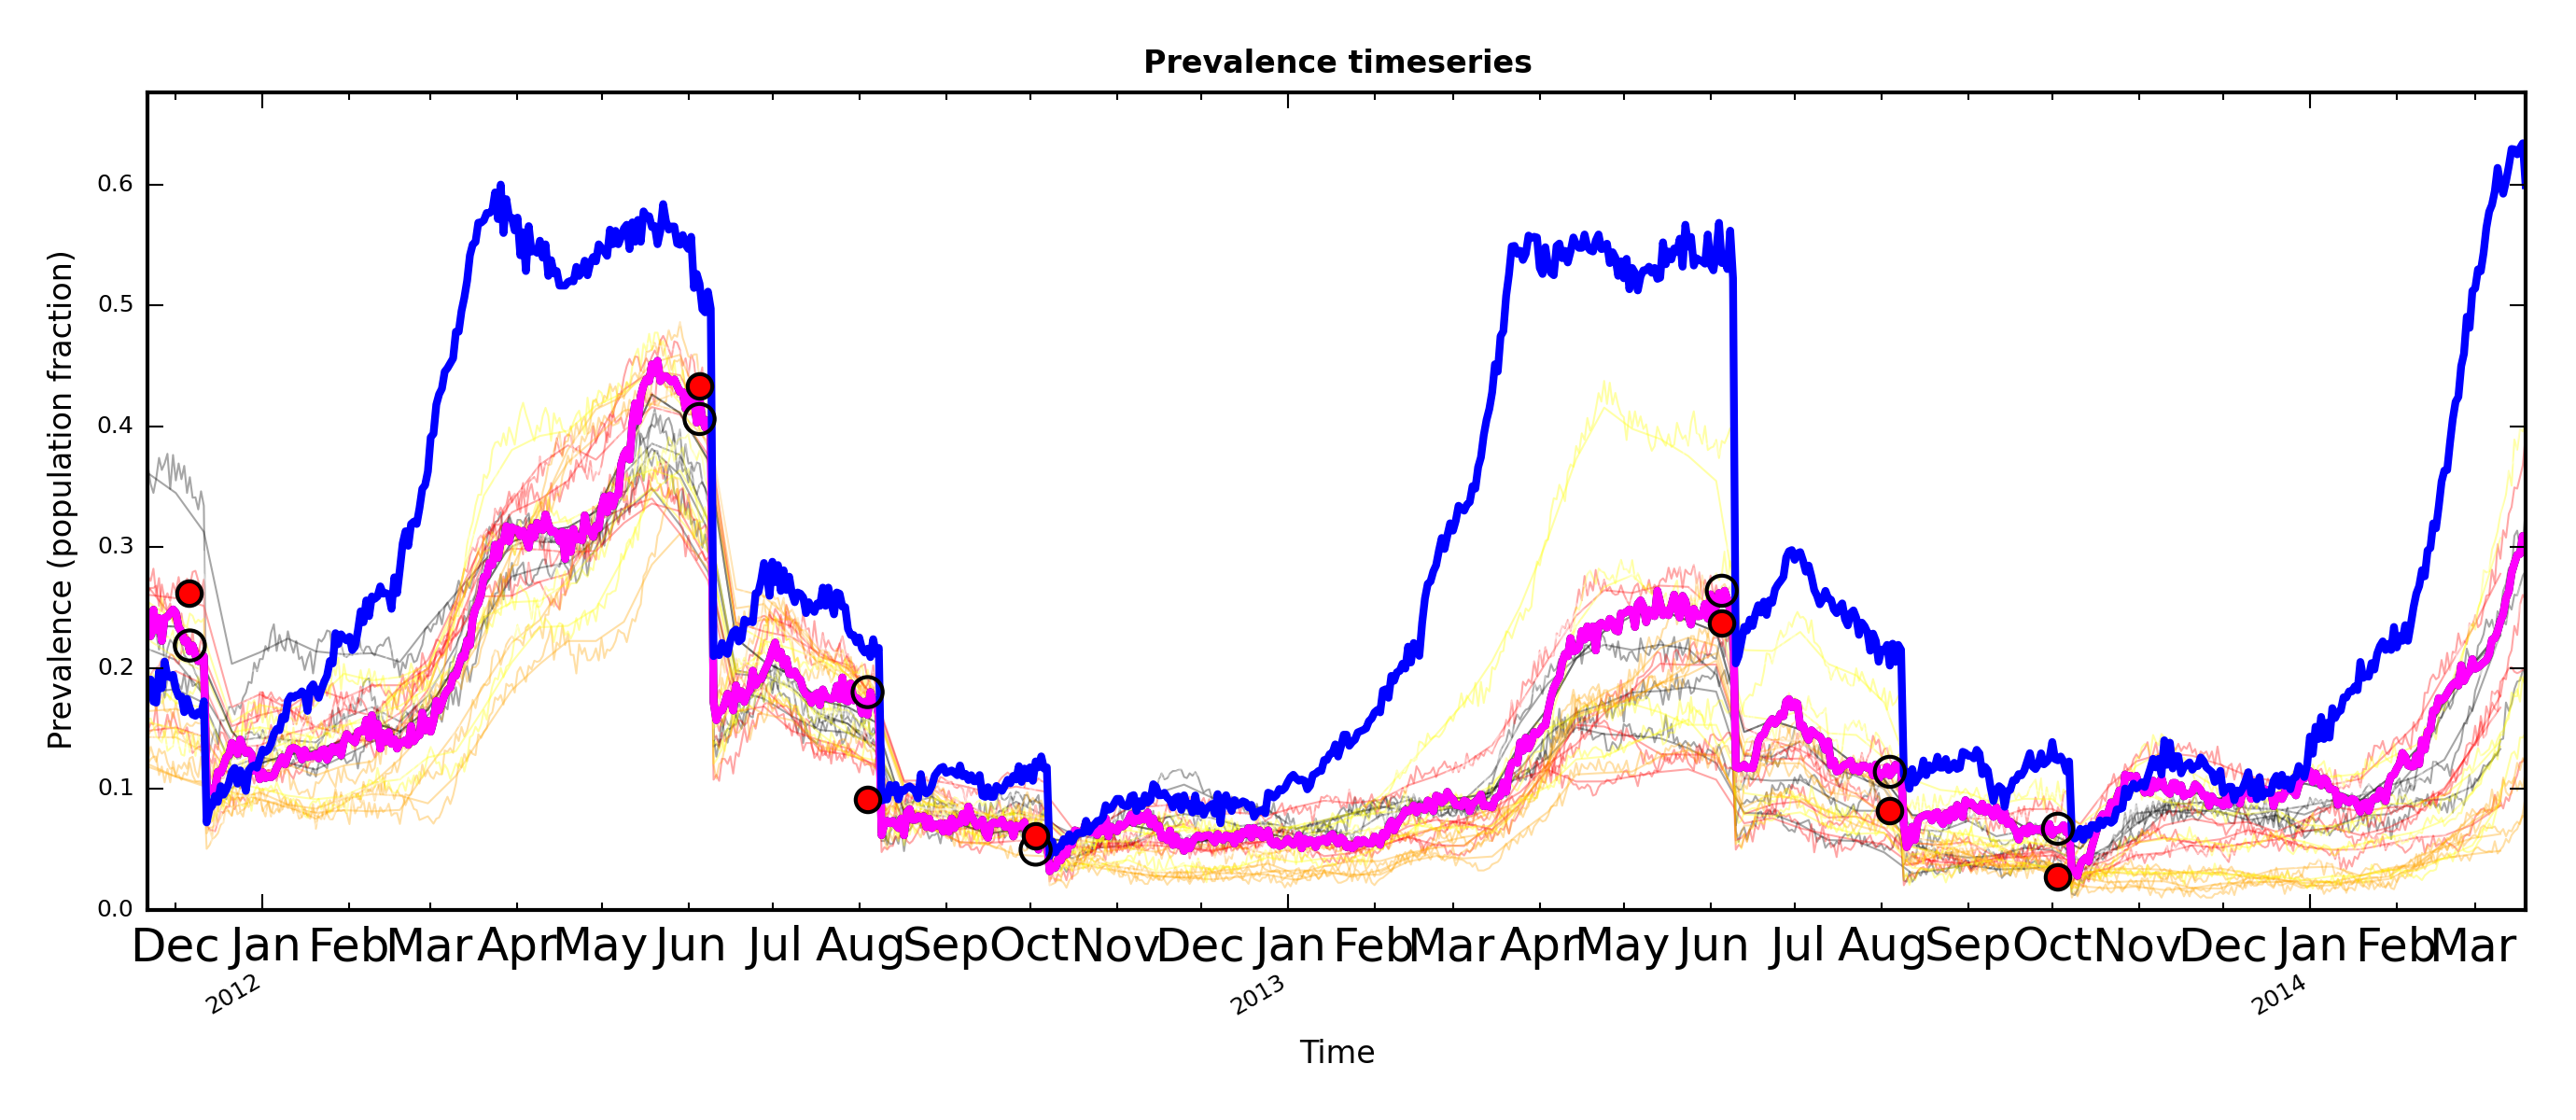 Prevalence timeseries
Prevalence (population fraction)
0.6
0.5
0.4
0.3
0.2
0.1
0.0
Dec Jan Feb Mar Apr May Jun Jul Aug Sep Oct Nov Dec Jan Feb Mar Apr May Jun Jul Aug Sep Oct Nov Dec Jan Feb Mar
2012 2013 2014
Time